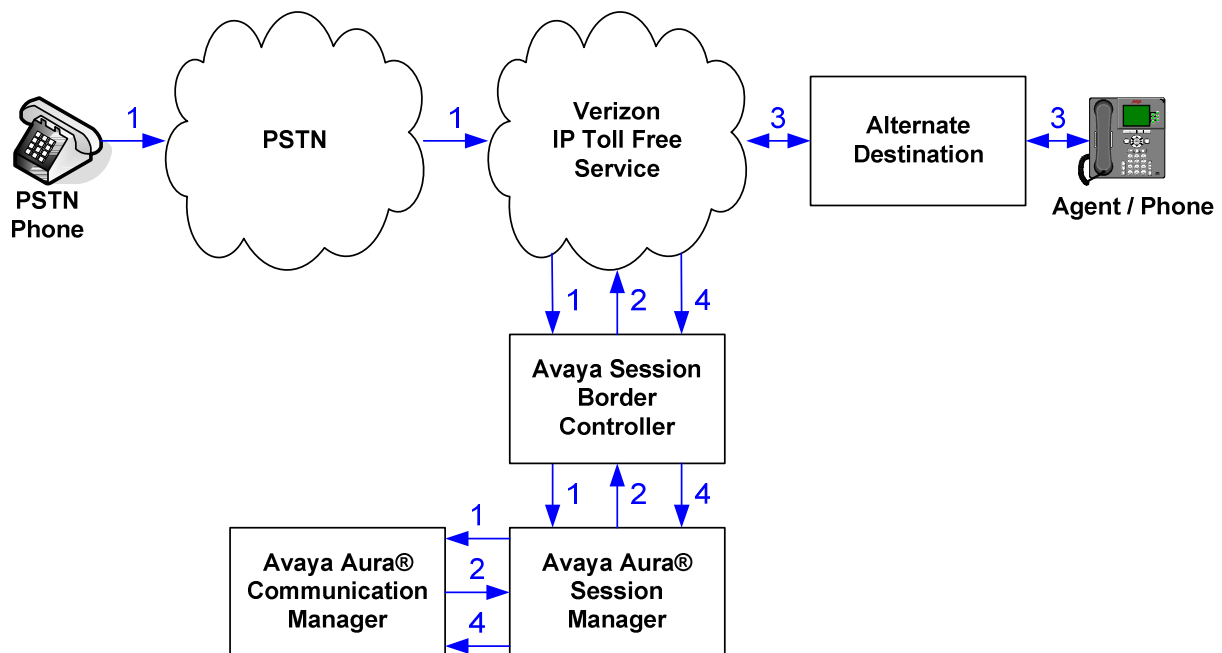 1
PSTN
1
Verizon
IP Toll Free
Service
3
Alternate
Destination
3
PSTN
Phone
Agent / Phone
1
2
4
Avaya Session
Border
Controller
1
2
4
1
2
4
Avaya Aura®
Communication
Manager
Avaya Aura®
Session
Manager